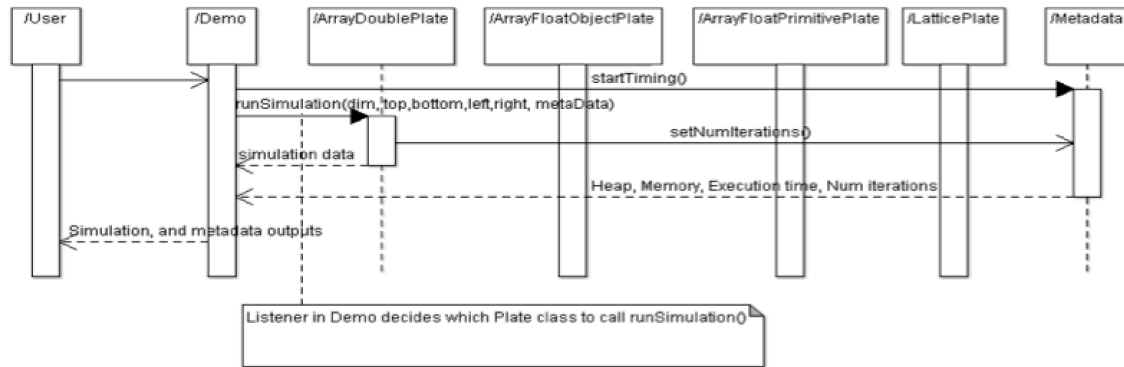 /User
/Demo
/ArrayDoublePlate
/ArrayFloatObjectPlate
/ArrayFloatPrimitivePlate
/LatticePlate
/Metadata
startTiming()
runSimulation(dim, top,bottom,left,right, metaData)
setNumIterations()
simulation data
Heap, Memory, Execution time, Num iterations
Simulation, and metadata outputs
Listener in Demo decides which Plate class to call runSimulation()